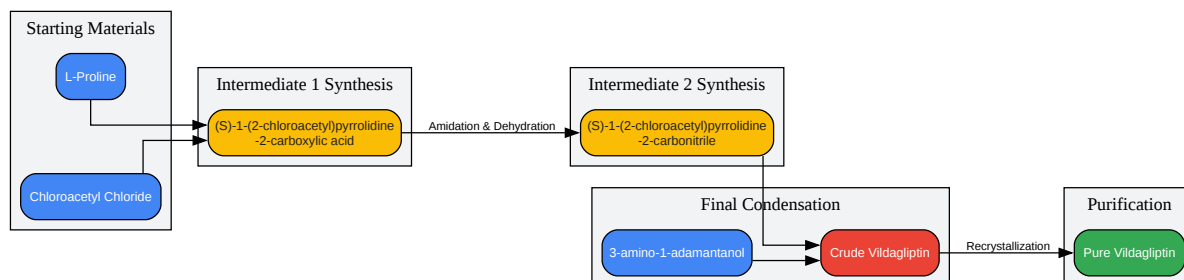 Starting Materials
L-Proline
Chloroacetyl Chloride
Intermediate 1 Synthesis
(S)-1-(2-chloroacetyl)pyrrolidine
-2-carboxylic acid
Amidation & Dehydration
Intermediate 2 Synthesis
(S)-1-(2-chloroacetyl)pyrrolidine
-2-carbonitrile
Final Condensation
3-amino-1-adamantanol
Crude Vildagliptin
Recrystallization
Purification
Pure Vildagliptin